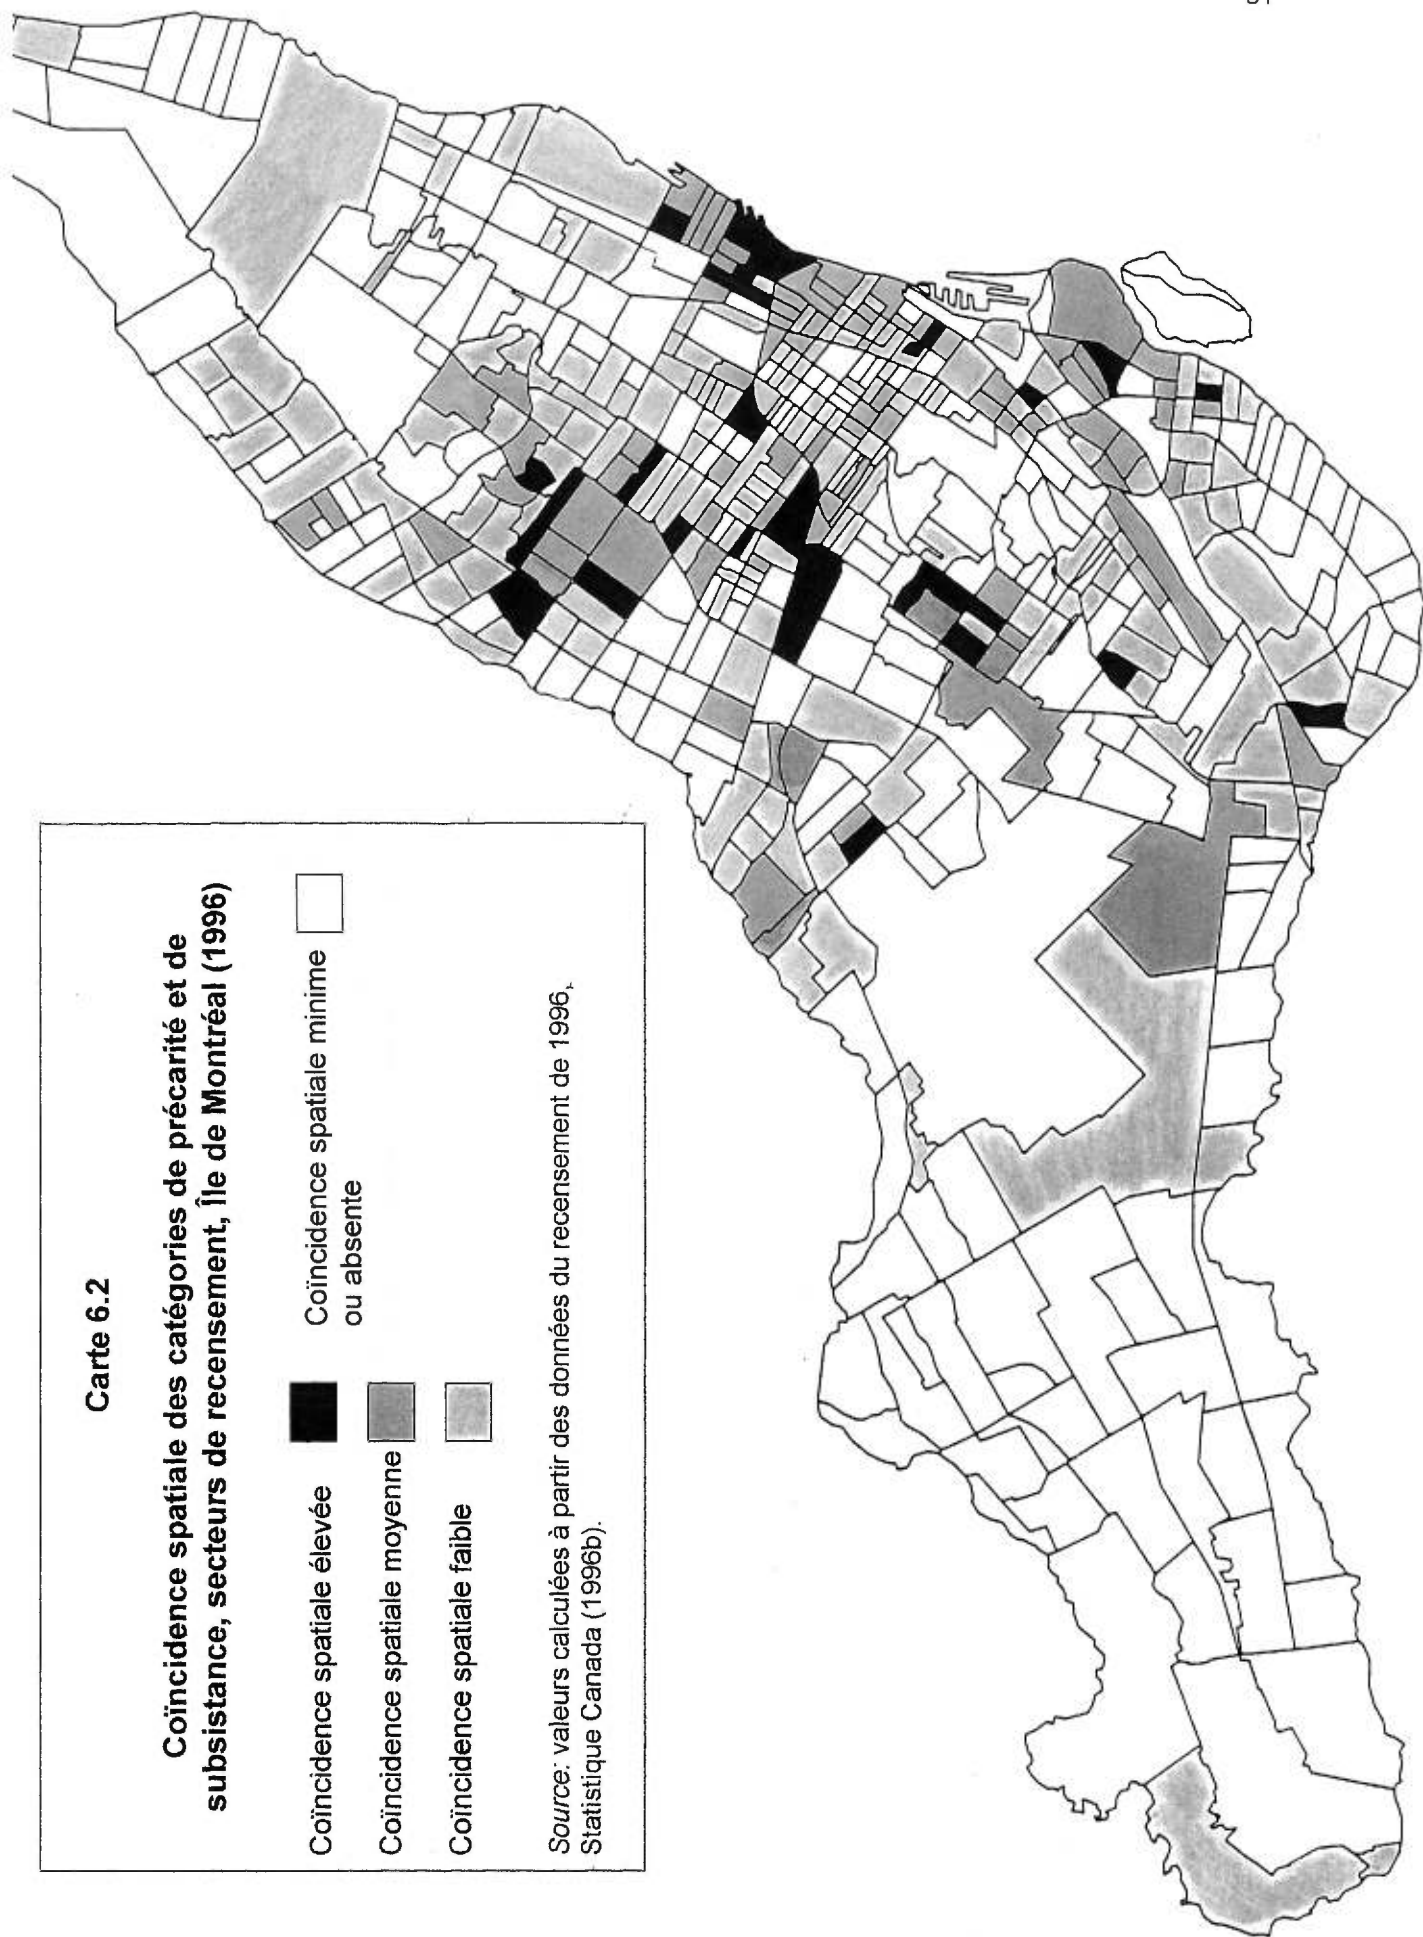 Carte 6.2
Coïncidence spatiale des catégories de précarité et de
subsistance, secteurs de recensement, Île de Montréal (1996)
Coïncidence spatiale élevée
Coïncidence spatiale moyenne
Coïncidence spatiale faible
Coïncidence spatiale minime
ou absente
Source: valeurs calculées à partir des données du recensement de 1996,
Statistique Canada (1996b).